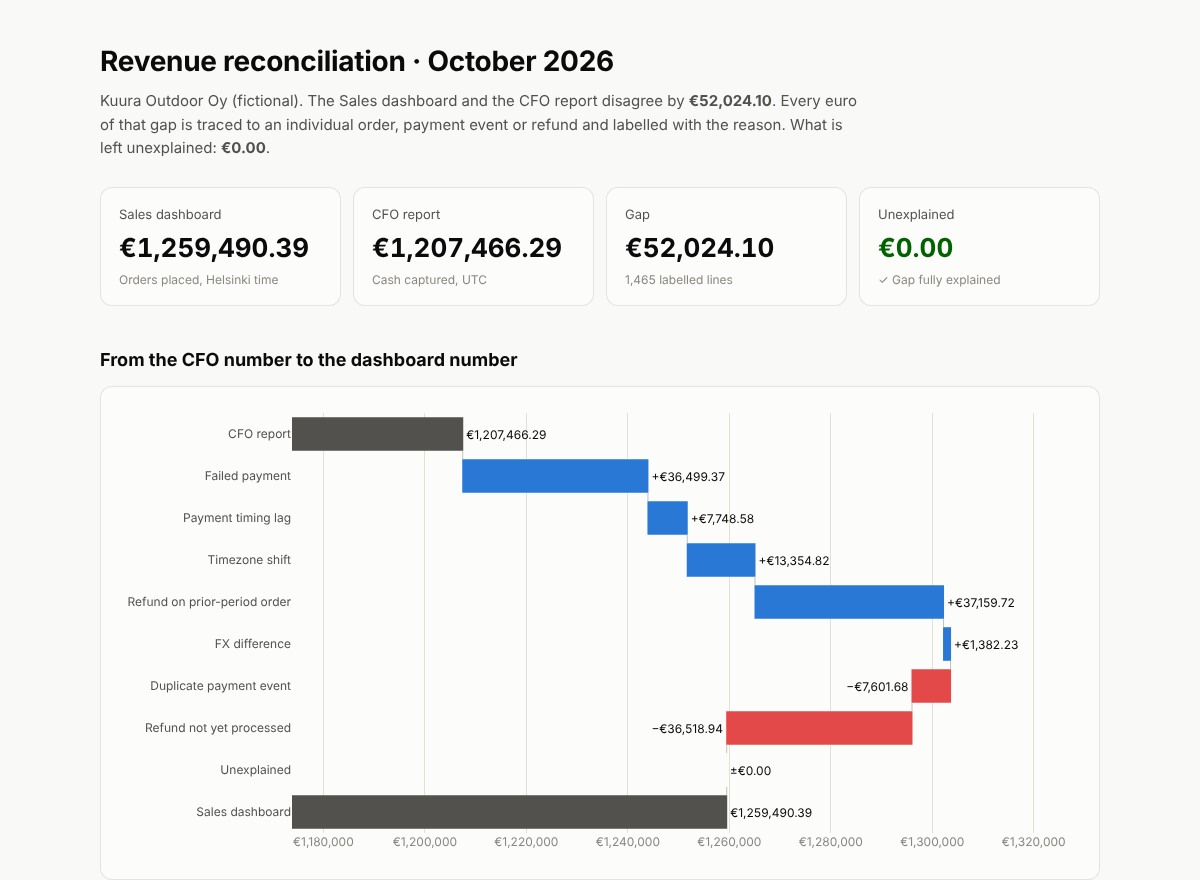 Revenue reconciliation · October 2026
Kuura Outdoor Oy (fictional). The Sales dashboard and the CFO report disagree by €52,024.10. Every euro
of that gap is traced to an individual order, payment event or refund and labelled with the reason. What is
left unexplained: €0.00.
Sales dashboard
€1,259,490.39
Orders placed, Helsinki time
CFO report
€1,207,466.29
Cash captured, UTC
Gap
€52,024.10
1,465 labelled lines
Unexplained
€0.00
✓ Gap fully explained
From the CFO number to the dashboard number
CFO report €1,207,466.29
Failed payment +€36,499.37
Payment timing lag +€7,748.58
Timezone shift +€13,354.82
Refund on prior-period order +€37,159.72
FX difference +€1,382.23
Duplicate payment event −€7,601.68
Refund not yet processed −€36,518.94
Unexplained ±€0.00
Sales dashboard €1,259,490.39
€1,180,000 €1,200,000 €1,220,000 €1,240,000 €1,260,000 €1,280,000 €1,300,000 €1,320,000